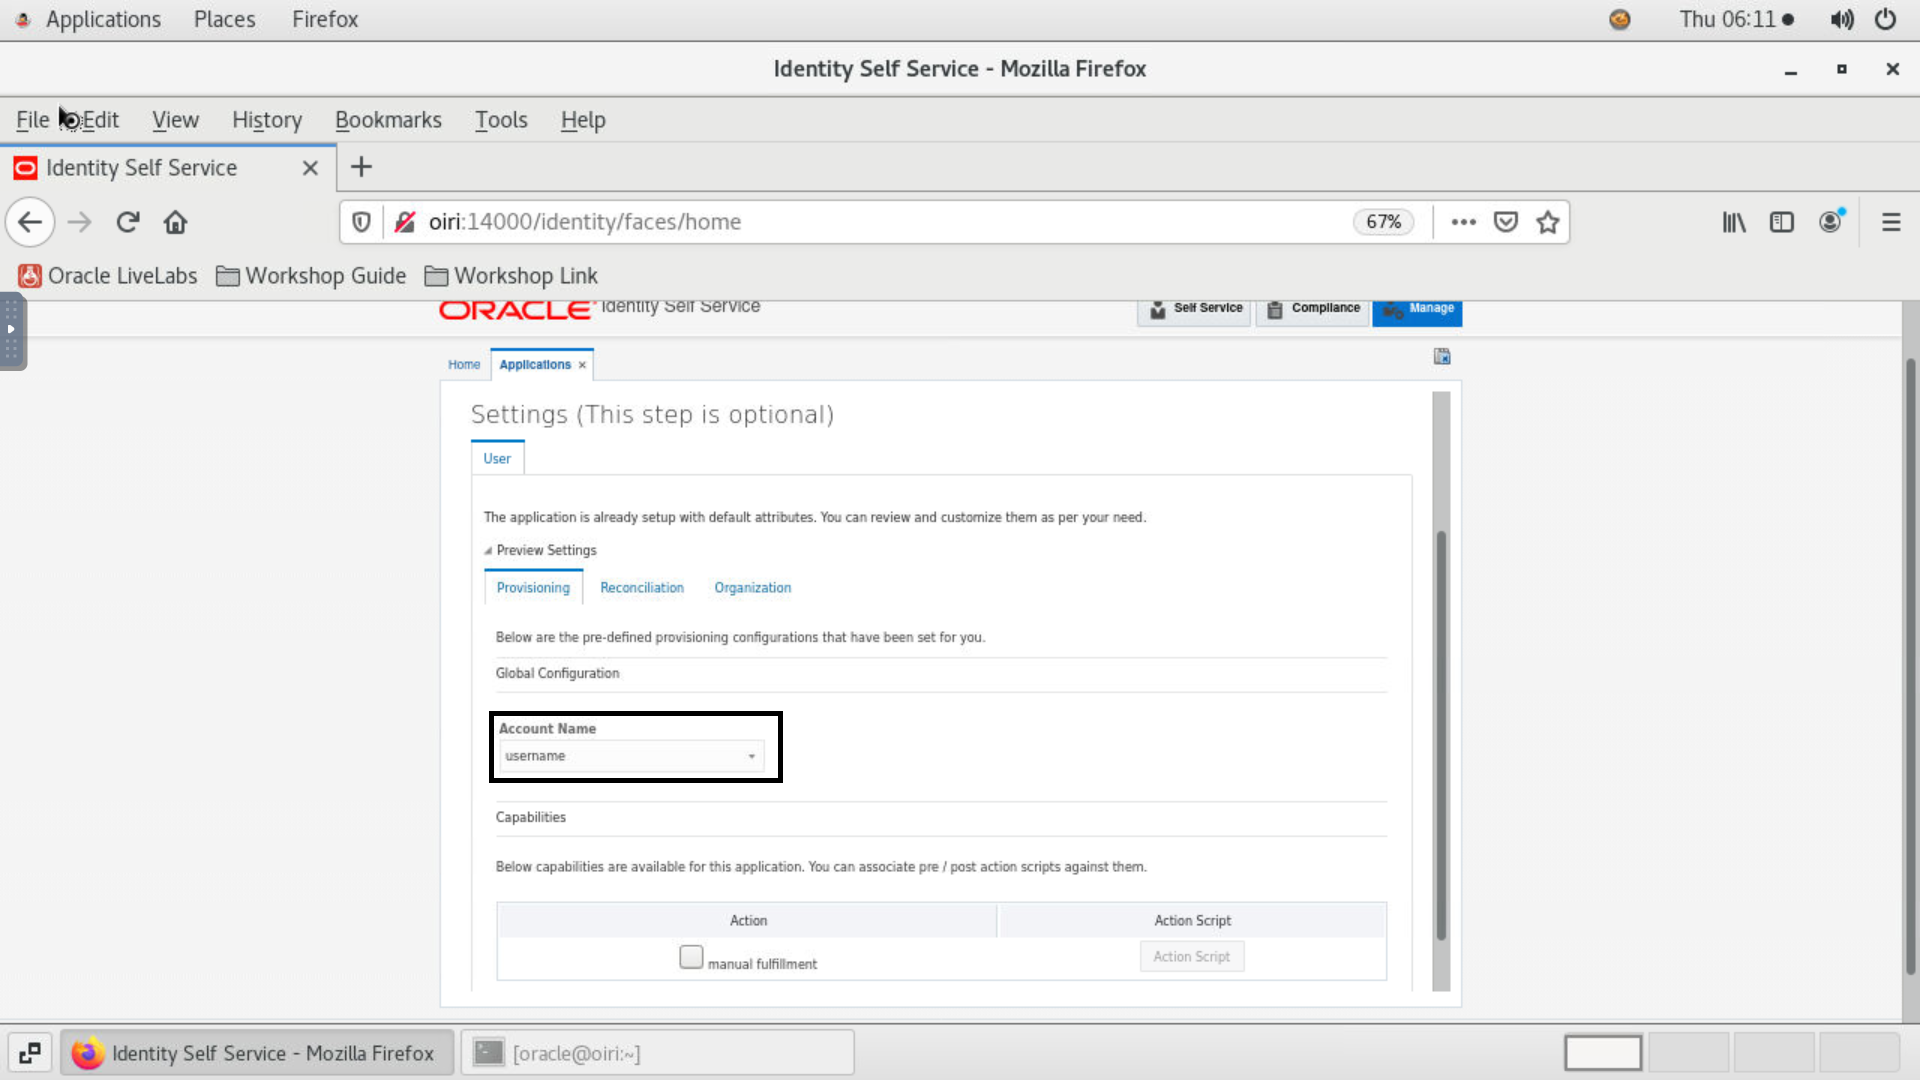 Applications Places Firefox Thu 06:11
Identity Self Service - Mozilla Firefox
File Edit View History Bookmarks Tools Help
Identity Self Service
oiri:14000/identity/faces/home 67%
Oracle LiveLabs Workshop Guide Workshop Link
ORACLE Identity Self Service Self Service Compliance Manage
Home Applications
Settings (This step is optional)
User
The application is already setup with default attributes. You can review and customize them as per your need.
Preview Settings
Provisioning Reconciliation Organization
Below are the pre-defined provisioning configurations that have been set for you.
Global Configuration
Account Name
username
Capabilities
Below capabilities are available for this application. You can associate pre / post action scripts against them.
Action Action Script
manual fulfillment Action Script
Identity Self Service - Mozilla Firefox [oracle@oiri:~]